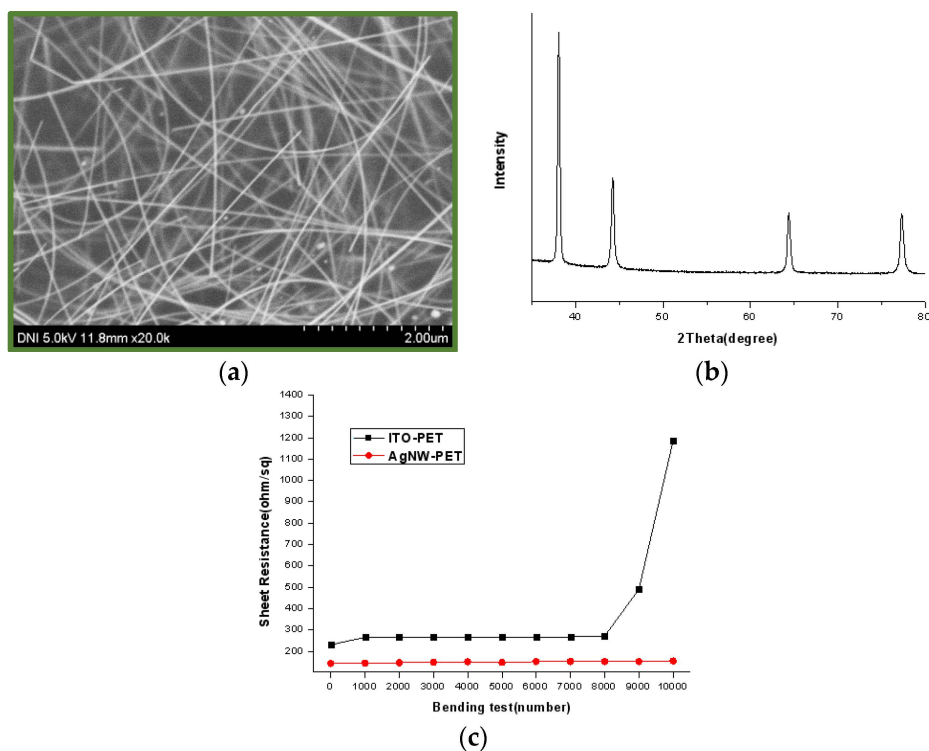 DNI 5.0kV 11.8mm x20.0k 2.00um
(a)
Intensity
40 50 60 70 80
2Theta(degree)
(b)
1400
1300
1200
1100
1000
900
800
700
600
500
400
300
200
Sheet Resistance(ohm/sq)
ITO-PET
AgNW-PET
0 1000 2000 3000 4000 5000 6000 7000 8000 9000 10000
Bending test(number)
(c)